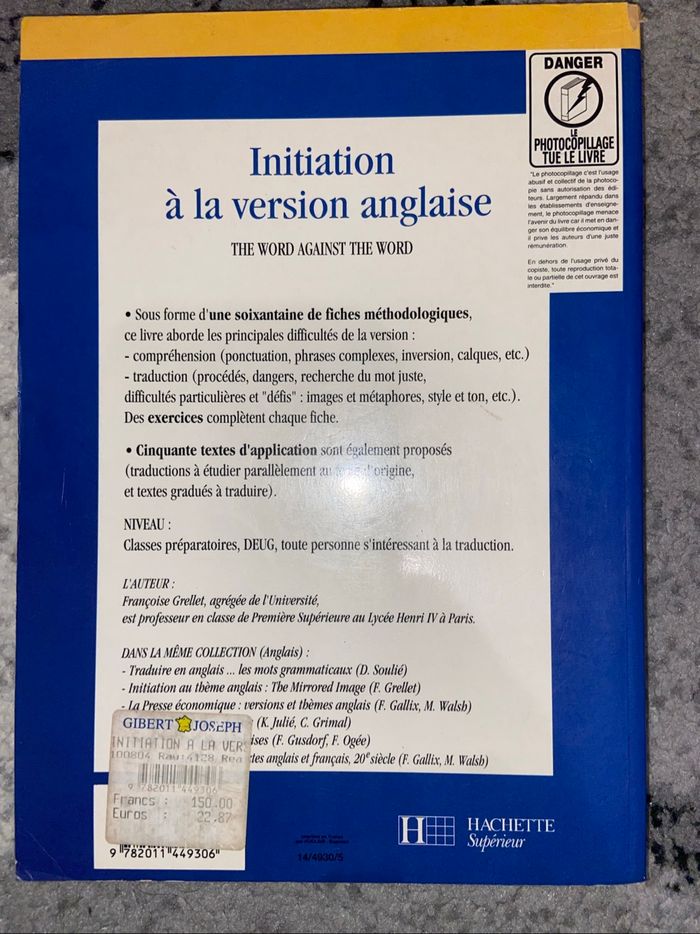 DANGER
LE
PHOTOCOPILLAGE
TUE LE LIVRE
"Le photocopillage c'est l'usage
abusif et collectif de la photoco-
pie sans autorisation des édi-
teurs. Largement répandu dans
les établissements d'enseigne-
ment, le photocopillage menace
l'avenir du livre car il met en dan-
ger son équilibre économique et
il prive les auteurs d'une juste
rémunération.
En dehors de l'usage privé du
copiste, toute reproduction tota-
le ou partielle de cet ouvrage est
interdite."
Initiation
à la version anglaise
THE WORD AGAINST THE WORD
• Sous forme d'une soixantaine de fiches méthodologiques,
ce livre aborde les principales difficultés de la version :
- compréhension (ponctuation, phrases complexes, inversion, calques, etc.)
- traduction (procédés, dangers, recherche du mot juste,
difficultés particulières et "défis" : images et métaphores, style et ton, etc.).
Des exercices complètent chaque fiche.
• Cinquante textes d'application sont également proposés
(traductions à étudier parallèlement au d'origine,
et textes gradués à traduire).
NIVEAU :
Classes préparatoires, DEUG, toute personne s'intéressant à la traduction.
L'AUTEUR :
Françoise Grellet, agrégée de l'Université,
est professeur en classe de Première Supérieure au Lycée Henri IV à Paris.
DANS LA MÊME COLLECTION (Anglais) :
- Traduire en anglais ... les mots grammaticaux (D. Soulié)
- Initiation au thème anglais : The Mirrored Image (F. Grellet)
- La Presse économique : versions et thèmes anglais (F. Gallix, M. Walsh)
(K. Julié, C. Grimal)
ises (F. Gusdorf, F. Ogée)
tes anglais et français, 20e siècle (F. Gallix, M. Walsh)
GIBERT JOSEPH
INITIATION A LA VER
100804 Ray:4128 Rea
9 782011 449306
Francs : 150.00
Euros : 22.87
9 782011 449306
14/4930/5
H
HACHETTE
Supérieur